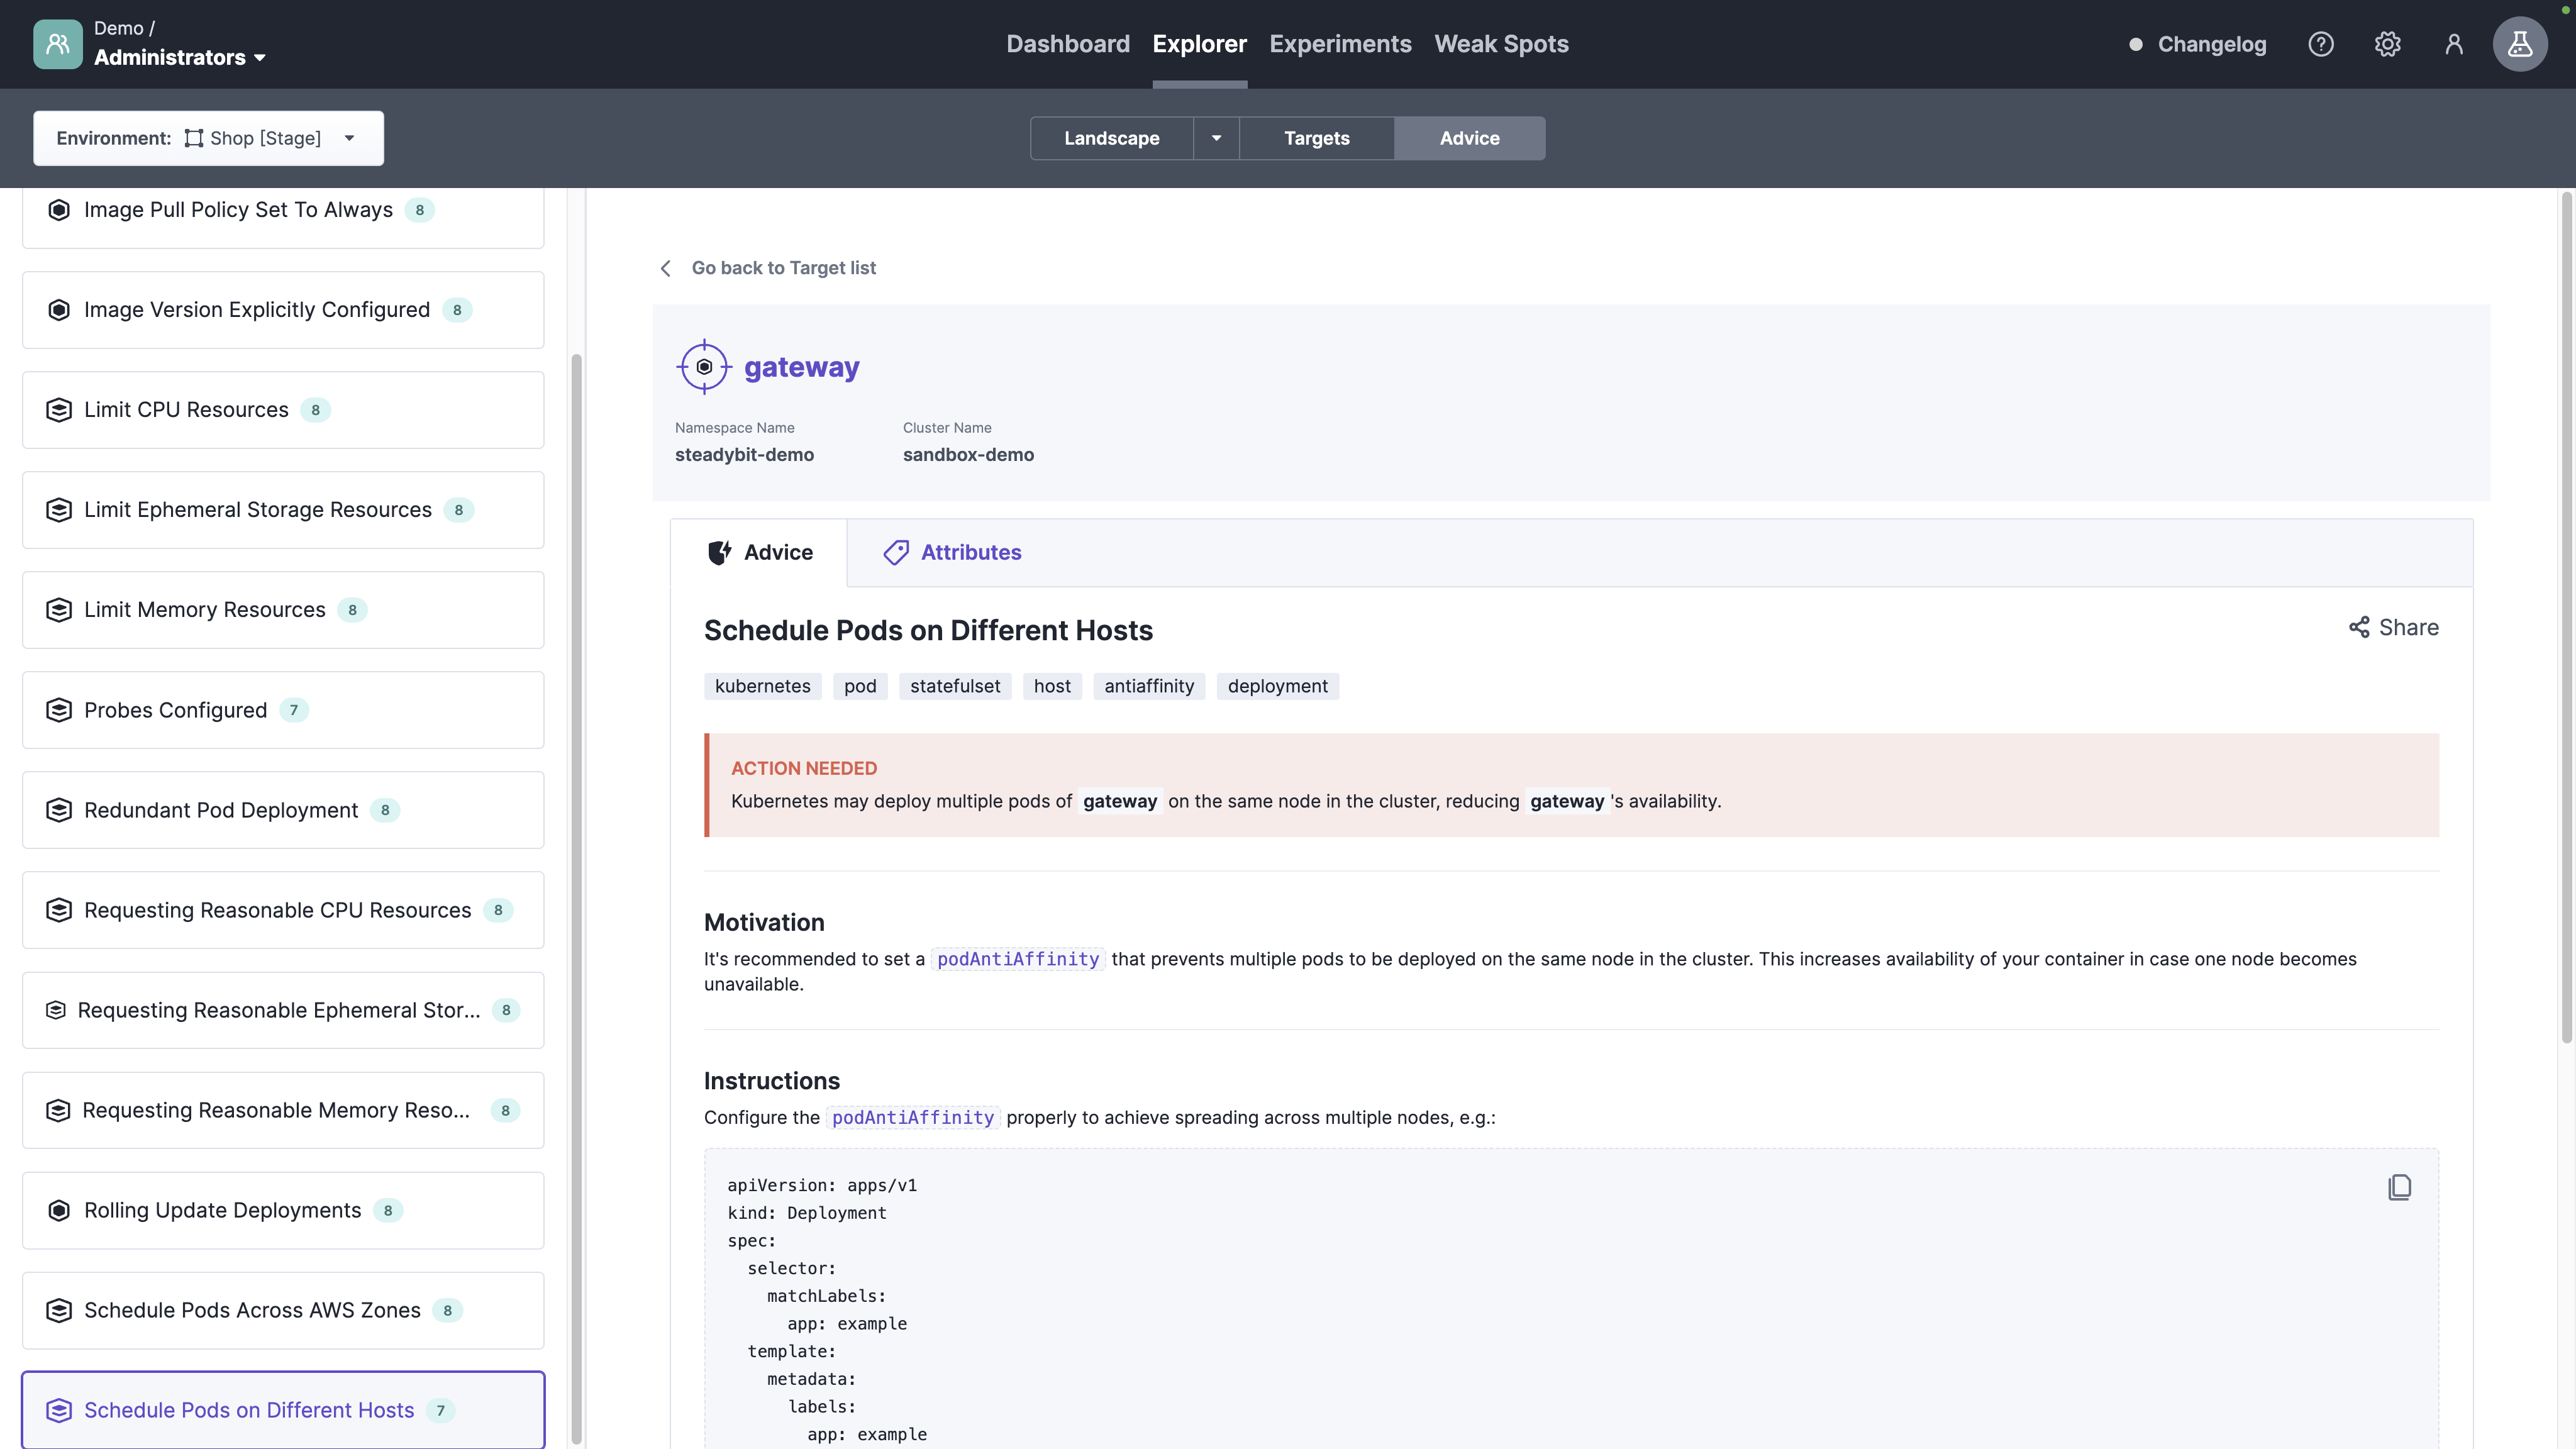 Demo /
Administrators
Dashboard
Explorer
Experiments
Weak Spots
Changelog
Environment: Shop [Stage]
Landscape
Targets
Advice
Image Pull Policy Set To Always 8
Image Version Explicitly Configured 8
Limit CPU Resources 8
Limit Ephemeral Storage Resources 8
Limit Memory Resources 8
Probes Configured 7
Redundant Pod Deployment 8
Requesting Reasonable CPU Resources 8
Requesting Reasonable Ephemeral Stor... 8
Requesting Reasonable Memory Reso... 8
Rolling Update Deployments 8
Schedule Pods Across AWS Zones 8
Schedule Pods on Different Hosts 7
Go back to Target list
gateway
Namespace Name
steadybit-demo
Cluster Name
sandbox-demo
Advice
Attributes
Schedule Pods on Different Hosts
Share
kubernetes pod statefulset host antiaffinity deployment
ACTION NEEDED
Kubernetes may deploy multiple pods of gateway on the same node in the cluster, reducing gateway 's availability.
Motivation
It's recommended to set a podAntiAffinity that prevents multiple pods to be deployed on the same node in the cluster. This increases availability of your container in case one node becomes
unavailable.
Instructions
Configure the podAntiAffinity properly to achieve spreading across multiple nodes, e.g.:
apiVersion: apps/v1
kind: Deployment
spec:
  selector:
    matchLabels:
      app: example
  template:
    metadata:
      labels:
        app: example